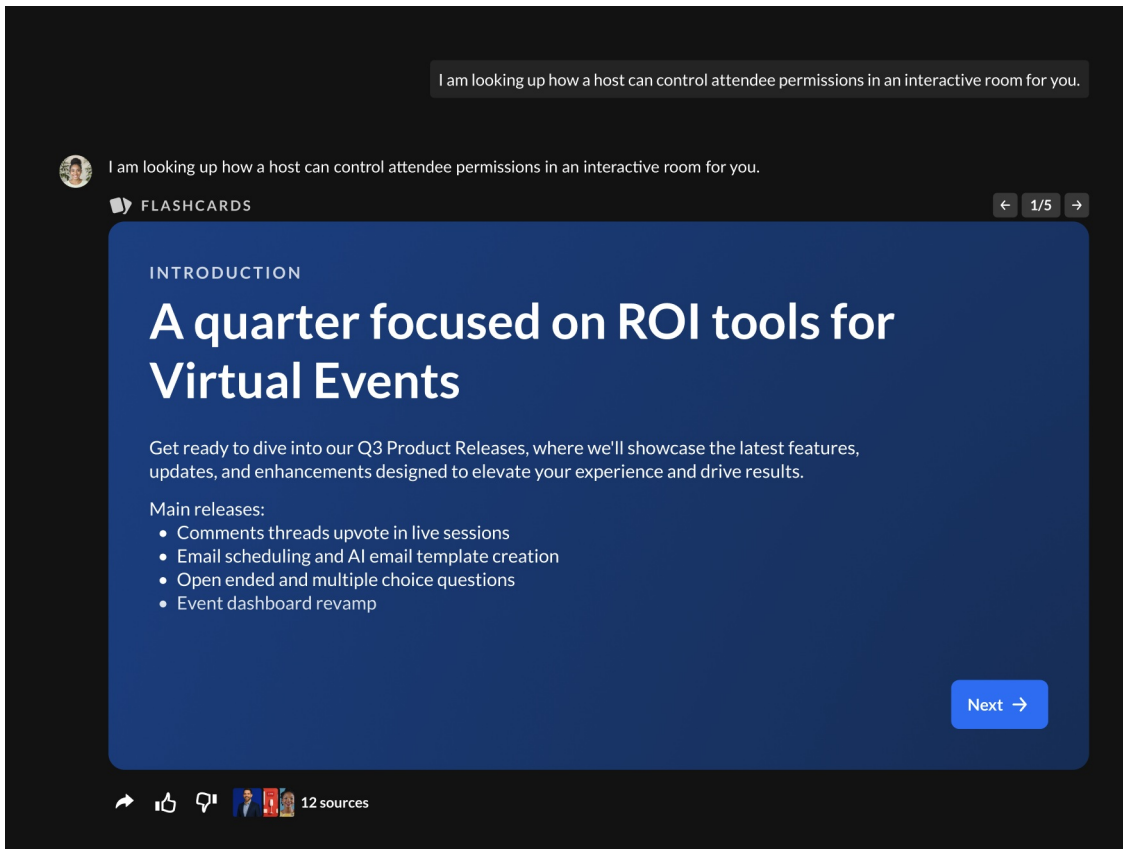 I am looking up how a host can control attendee permissions in an interactive room for you.
I am looking up how a host can control attendee permissions in an interactive room for you.
FLASHCARDS
← 1/5 →
INTRODUCTION
A quarter focused on ROI tools for
Virtual Events
Get ready to dive into our Q3 Product Releases, where we'll showcase the latest features,
updates, and enhancements designed to elevate your experience and drive results.
Main releases:
• Comments threads upvote in live sessions
• Email scheduling and AI email template creation
• Open ended and multiple choice questions
• Event dashboard revamp
Next →
12 sources